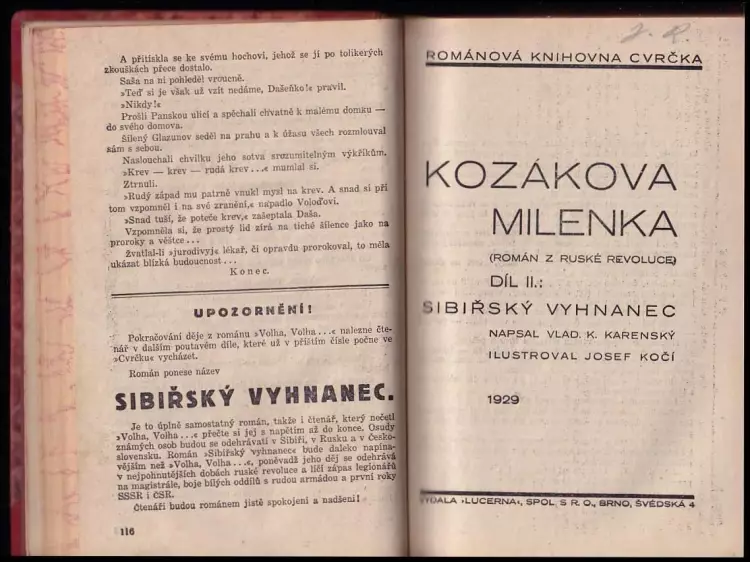 A přitiskla se ke svému hochovi, jehož se jí po tolikerých
zkouškách přece dostalo.
Saša na ni pohleděl vroucně.
»Teď si je však už vzít nedáme, Dašeňko!« pravil.
»Nikdy!«
Prošli Panskou ulicí a spěchali chvatně k malému domku —
do svého domova.
Šílený Glazunov seděl na prahu a k úžasu všech rozmlouval
sám s sebou.
Naslouchali chvilku jeho sotva srozumitelným výkřikům.
»Krev — krev — rudá krev...« mumlal si.
Ztrnuli.
»Rudý západ mu patrně vnukl mysl na krev. A snad si při
tom vzpomněl i na své zranění,« napadlo Voloďovi.
»Snad tuší, že poteče krev,« zašeptala Daša.
Vzpomněla si, že prostý lid zírá na tiché šílence jako na
proroky a věštce...
Žvatlal-li »jurodivyj« lékař, či opravdu prorokoval, to měla
ukázat blízká budoucnost...
Konec.
UPOZORNĚNÍ!
Pokračování děje z románu »Volha, Volha...« nalezne čte-
nář v dalším poutavém díle, které už v příštím čísle počne ve
»Cvrčku« vycházet.
Román ponese název
SIBIŘSKÝ VYHNANEC.
Je to úplně samostatný román, takže i čtenář, který nečetl
»Volha, Volha...« přečte si jej s napětím až do konce. Osudy
známých osob budou se odehrávati v Sibiři, v Rusku a v Česko-
slovensku. Román »Sibiřský vyhnanec« bude daleko napína-
vějším než »Volha, Volha...«, poněvadž jeho děj se odehrává
v nejpohnutějších dobách ruské revoluce a líčí zápas legionářů
na magistrále, boje bílých oddílů s rudou armádou a první roky
SSSR i ČSR.
Čtenáři budou románem jistě spokojeni a nadšeni!
116
J. R.
ROMÁNOVÁ KNIHOVNA CVRČKA
KOZÁKOVA
MILENKA
(ROMÁN Z RUSKÉ REVOLUCE)
DÍL II.:
SIBIŘSKÝ VYHNANEC
NAPSAL VLAD. K. KARENSKÝ
ILUSTROVAL JOSEF KOČÍ
1929
VYDALA »LUCERNA«, SPOL. S R. O., BRNO, ŠVÉDSKÁ 4